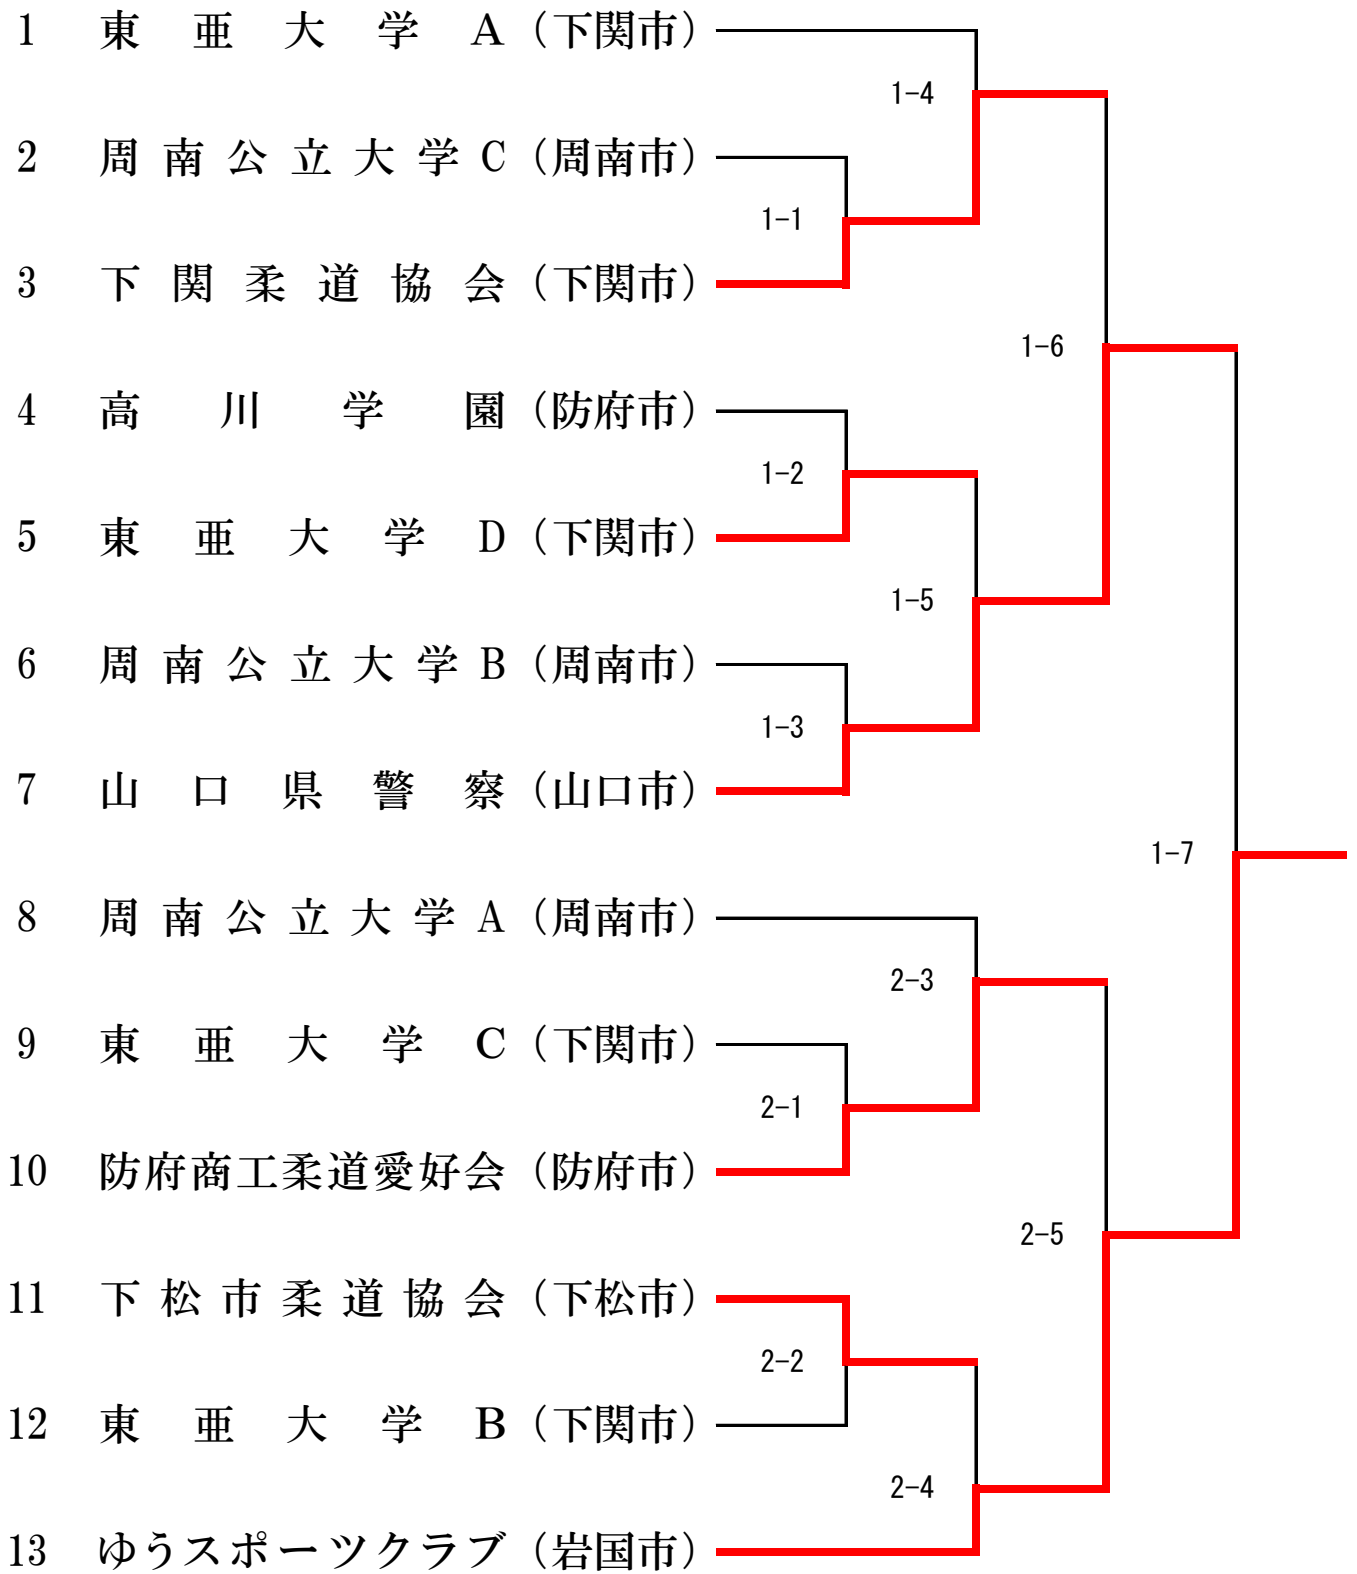 1 東亜大学A（下関市）
1-4
2 周南公立大学C（周南市）
1-1
3 下関柔道協会（下関市）
1-6
4 高川学園（防府市）
1-2
5 東亜大学D（下関市）
1-5
6 周南公立大学B（周南市）
1-3
7 山口県警察（山口市）
1-7
8 周南公立大学A（周南市）
2-3
9 東亜大学C（下関市）
2-1
10 防府商工柔道愛好会（防府市）
2-5
11 下松市柔道協会（下松市）
2-2
12 東亜大学B（下関市）
2-4
13 ゆうスポーツクラブ（岩国市）